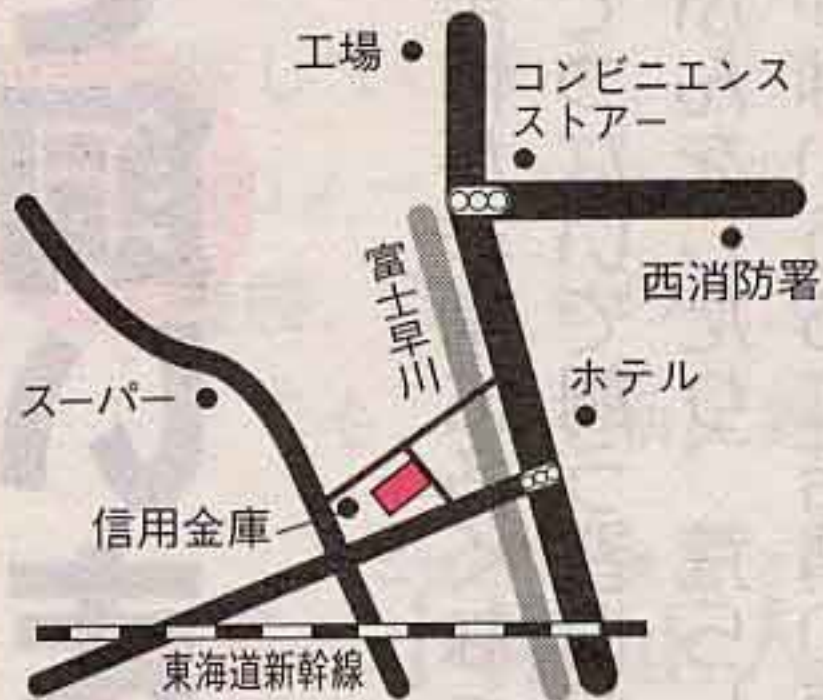 工場
コンビニエンス
ストアー
西消防署
富士早川
ホテル
スーパー
信用金庫
東海道新幹線